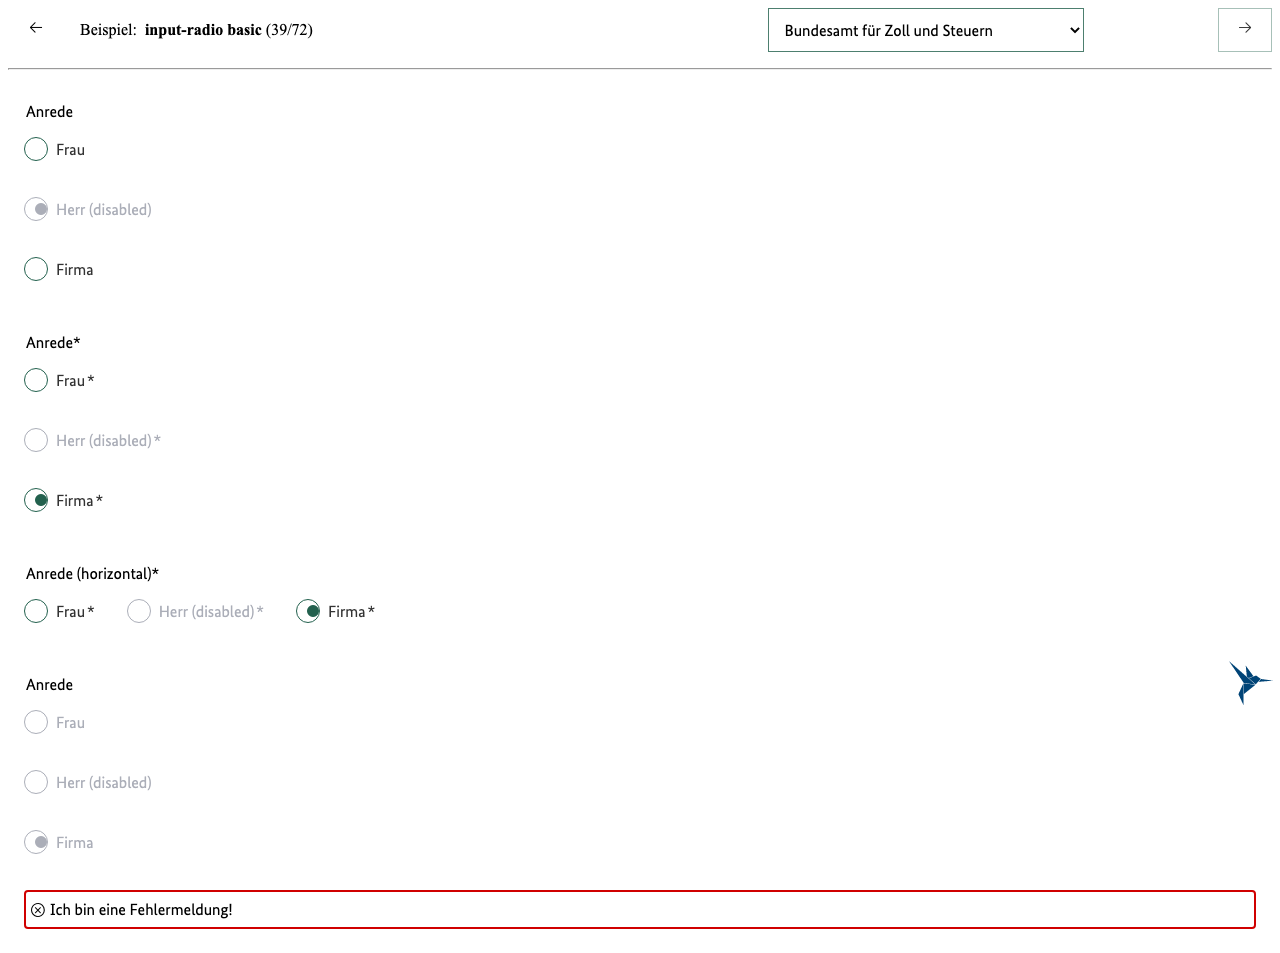 Beispiel: input-radio basic (39/72)
Bundesamt für Zoll und Steuern
Anrede
Frau
Herr (disabled)
Firma
Anrede*
Frau*
Herr (disabled)*
Firma*
Anrede (horizontal)*
Frau* Herr (disabled)* Firma*
Anrede
Frau
Herr (disabled)
Firma
Ich bin eine Fehlermeldung!